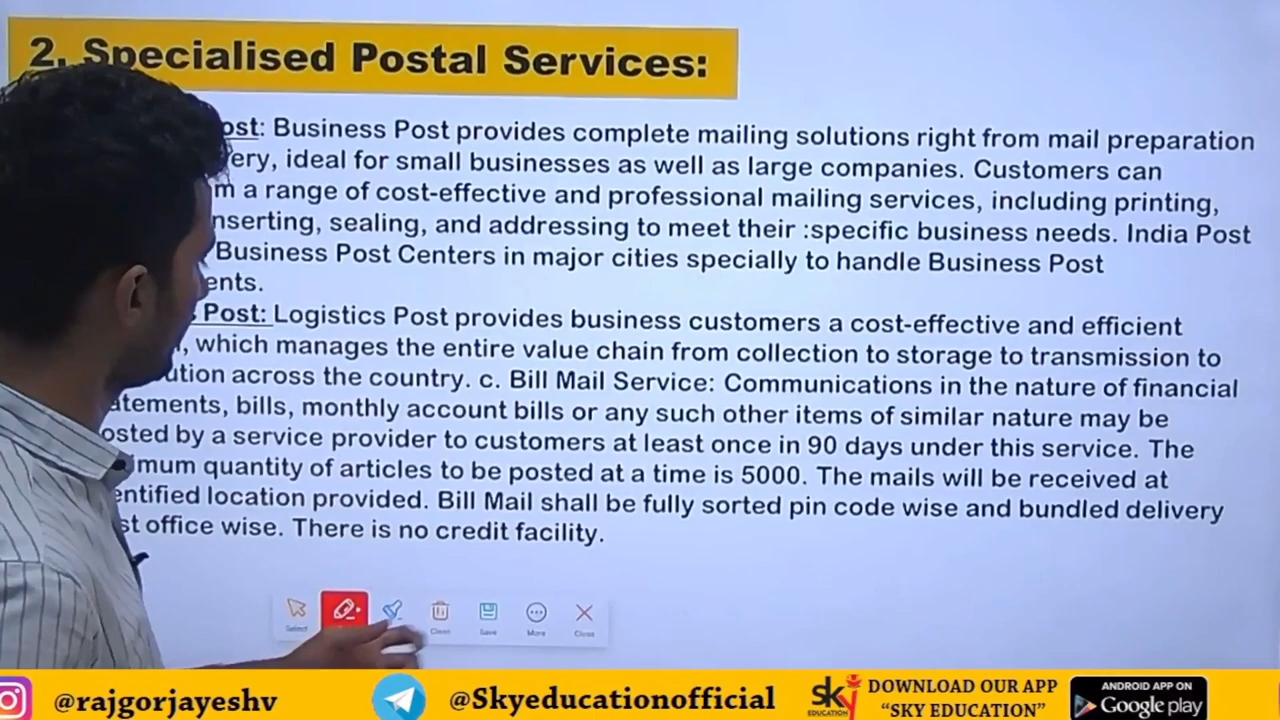 2. Specialised Postal Services:
ost: Business Post provides complete mailing solutions right from mail preparation
ery, ideal for small businesses as well as large companies. Customers can
m a range of cost-effective and professional mailing services, including printing,
nserting, sealing, and addressing to meet their :specific business needs. India Post
Business Post Centers in major cities specially to handle Business Post
ents.
Post: Logistics Post provides business customers a cost-effective and efficient
, which manages the entire value chain from collection to storage to transmission to
ution across the country. c. Bill Mail Service: Communications in the nature of financial
atements, bills, monthly account bills or any such other items of similar nature may be
osted by a service provider to customers at least once in 90 days under this service. The
mum quantity of articles to be posted at a time is 5000. The mails will be received at
entified location provided. Bill Mail shall be fully sorted pin code wise and bundled delivery
st office wise. There is no credit facility.
Select Clean Save More Close
@rajgorjayeshv @Skyeducationofficial sky EDUCATION DOWNLOAD OUR APP "SKY EDUCATION" ANDROID APP ON Google play